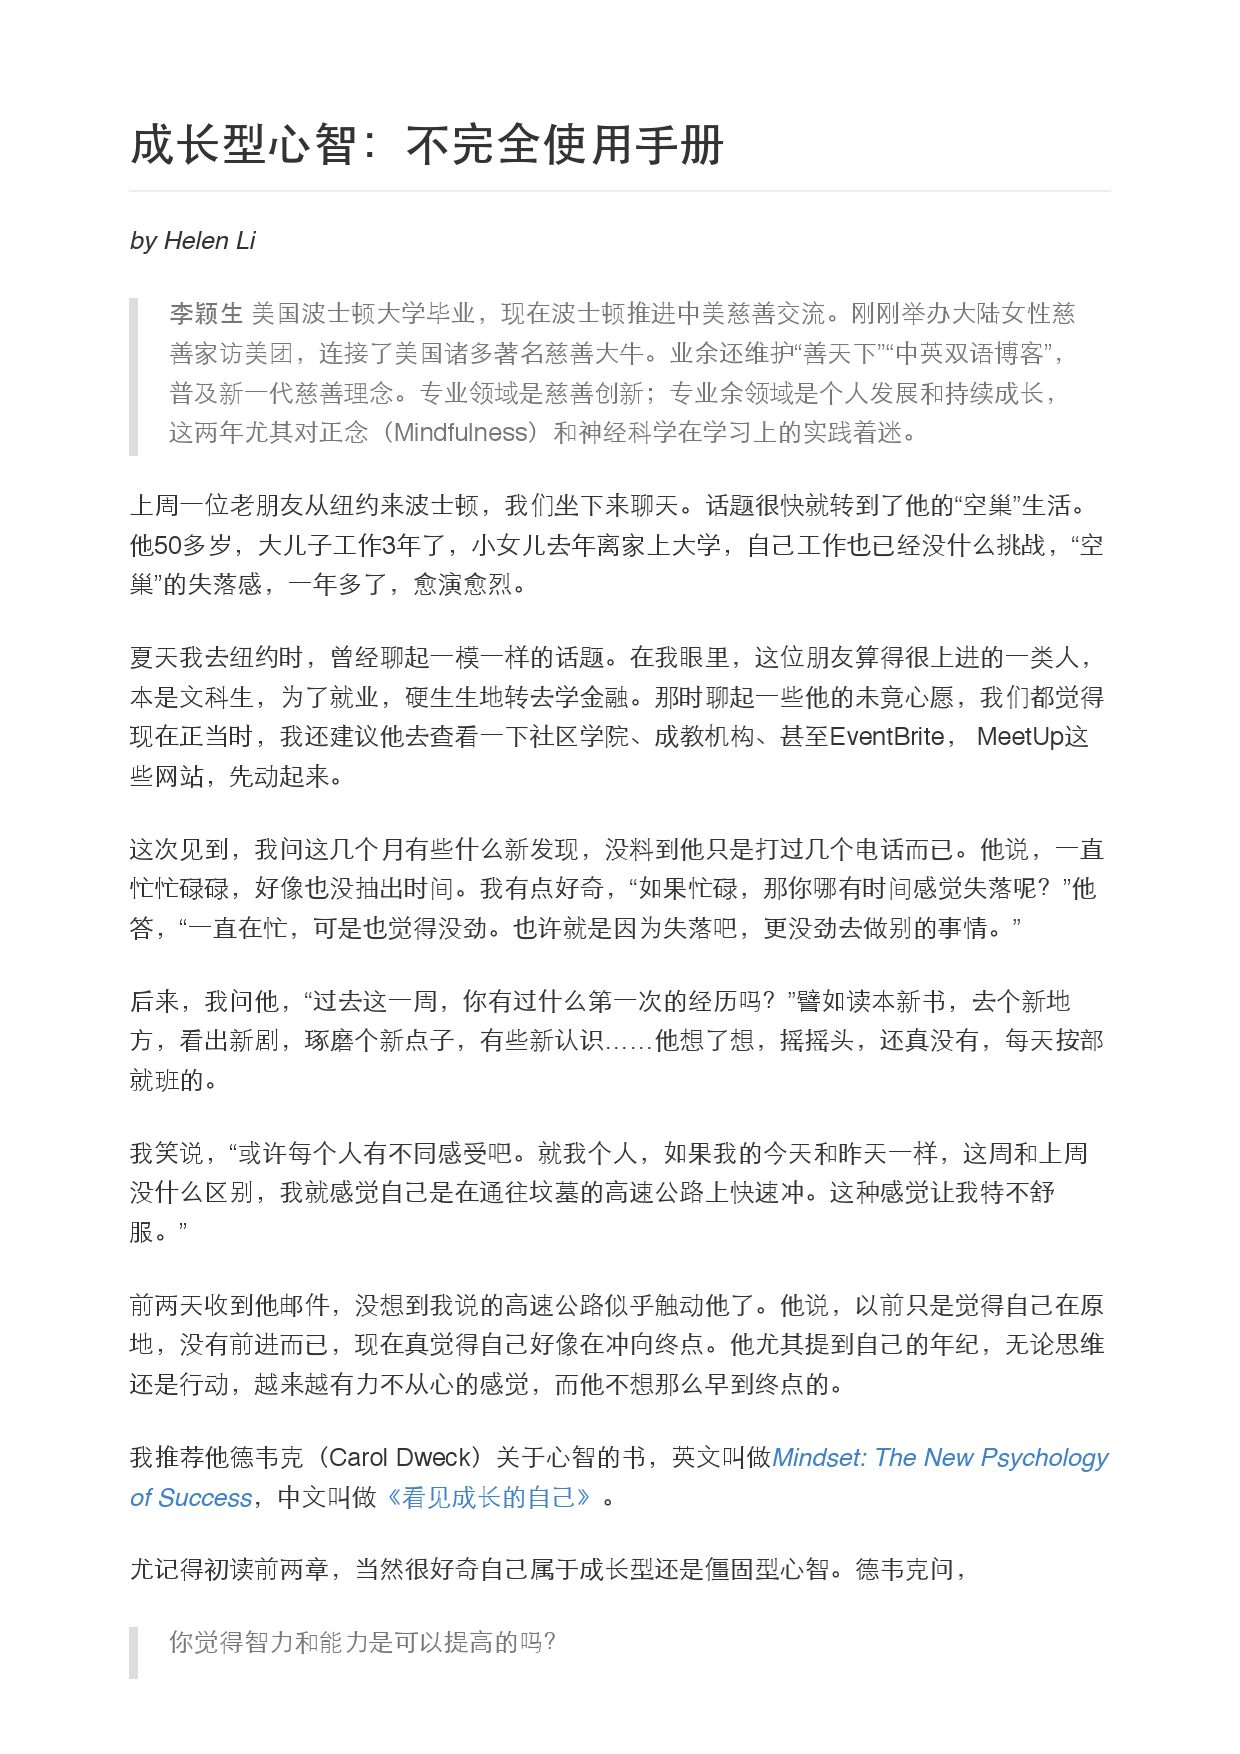 成长型心智：不完全使用手册
by Helen Li
李颖生 美国波士顿大学毕业，现在波士顿推进中美慈善交流。刚刚举办大陆女性慈
善家访美团，连接了美国诸多著名慈善大牛。业余还维护“善天下”“中英双语博客”，
普及新一代慈善理念。专业领域是慈善创新；专业余领域是个人发展和持续成长，
这两年尤其对正念（Mindfulness）和神经科学在学习上的实践着迷。
上周一位老朋友从纽约来波士顿，我们坐下来聊天。话题很快就转到了他的“空巢”生活。
他50多岁，大儿子工作3年了，小女儿去年离家上大学，自己工作也已经没什么挑战，“空
巢”的失落感，一年多了，愈演愈烈。
夏天我去纽约时，曾经聊起一模一样的话题。在我眼里，这位朋友算得很上进的一类人，
本是文科生，为了就业，硬生生地转去学金融。那时聊起一些他的未竟心愿，我们都觉得
现在正当时，我还建议他去查看一下社区学院、成教机构、甚至EventBrite， MeetUp这
些网站，先动起来。
这次见到，我问这几个月有些什么新发现，没料到他只是打过几个电话而已。他说，一直
忙忙碌碌，好像也没抽出时间。我有点好奇，“如果忙碌，那你哪有时间感觉失落呢？”他
答，“一直在忙，可是也觉得没劲。也许就是因为失落吧，更没劲去做别的事情。”
后来，我问他，“过去这一周，你有过什么第一次的经历吗？”譬如读本新书，去个新地
方，看出新剧，琢磨个新点子，有些新认识……他想了想，摇摇头，还真没有，每天按部
就班的。
我笑说，“或许每个人有不同感受吧。就我个人，如果我的今天和昨天一样，这周和上周
没什么区别，我就感觉自己是在通往坟墓的高速公路上快速冲。这种感觉让我特不舒
服。”
前两天收到他邮件，没想到我说的高速公路似乎触动他了。他说，以前只是觉得自己在原
地，没有前进而已，现在真觉得自己好像在冲向终点。他尤其提到自己的年纪，无论思维
还是行动，越来越有力不从心的感觉，而他不想那么早到终点的。
我推荐他德韦克（Carol Dweck）关于心智的书，英文叫做Mindset: The New Psychology
of Success，中文叫做《看见成长的自己》。
尤记得初读前两章，当然很好奇自己属于成长型还是僵固型心智。德韦克问，
你觉得智力和能力是可以提高的吗？